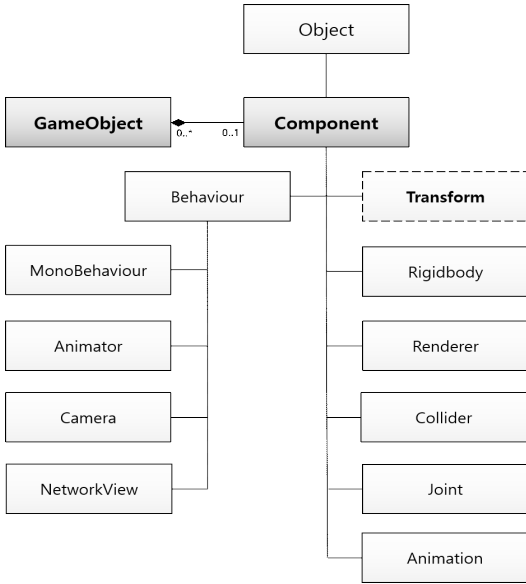 Object
GameObject
0..*
0..1
Component
Behaviour
Transform
MonoBehaviour
Rigidbody
Animator
Renderer
Camera
Collider
NetworkView
Joint
Animation